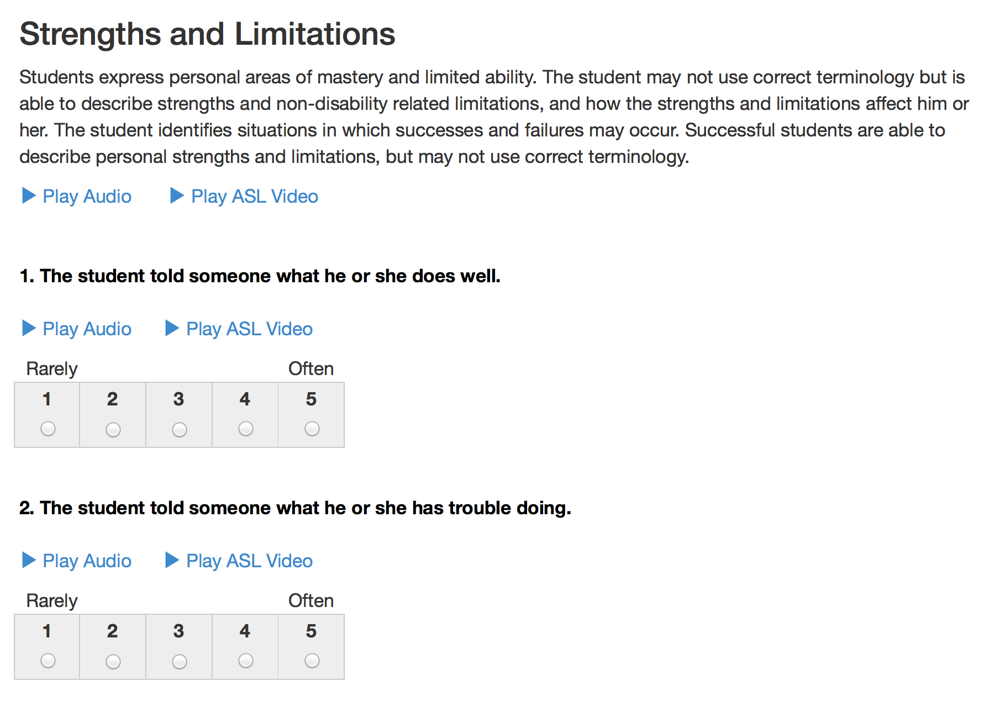 Strengths and Limitations
Students express personal areas of mastery and limited ability. The student may not use correct terminology but is
able to describe strengths and non-disability related limitations, and how the strengths and limitations affect him or
her. The student identifies situations in which successes and failures may occur. Successful students are able to
describe personal strengths and limitations, but may not use correct terminology.
Play Audio Play ASL Video
1. The student told someone what he or she does well.
Play Audio Play ASL Video
Rarely Often
1 2 3 4 5
2. The student told someone what he or she has trouble doing.
Play Audio Play ASL Video
Rarely Often
1 2 3 4 5